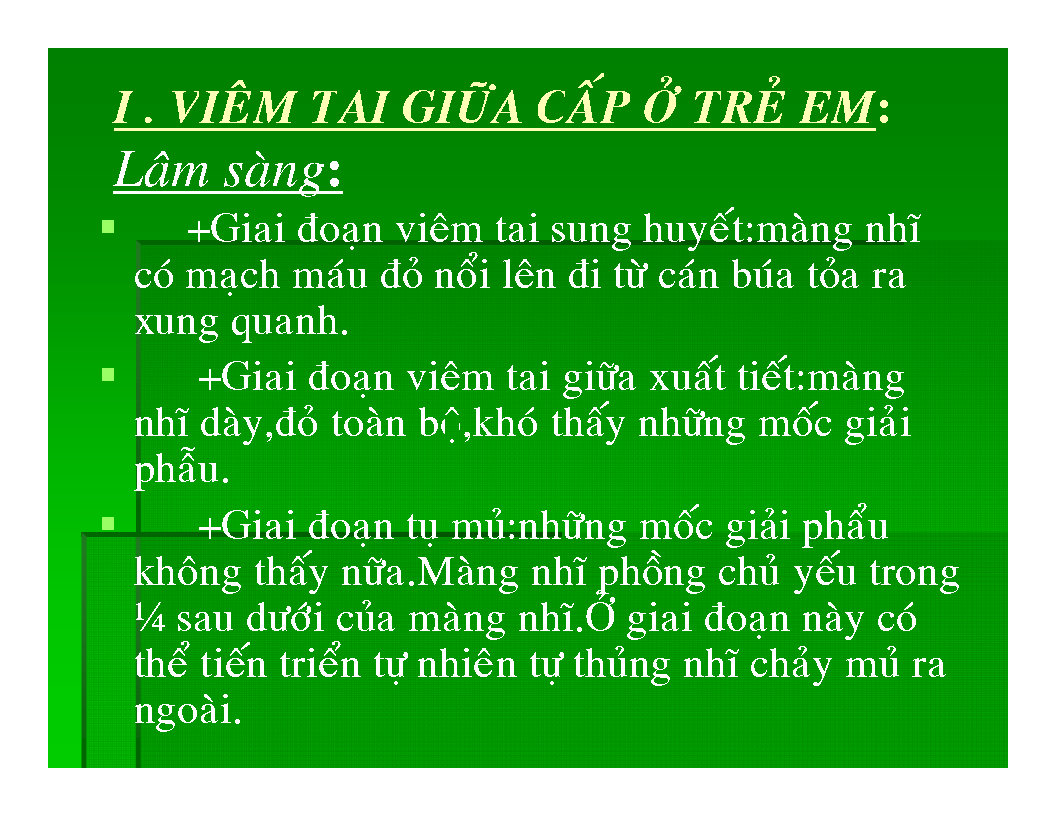 I . VIÊM TAI GIỮA CẤP Ở TRẺ EM:
Lâm sàng:
+Giai đoạn viêm tai sung huyết:màng nhĩ
có mạch máu đỏ nổi lên đi từ cán búa tỏa ra
xung quanh.
+Giai đoạn viêm tai giữa xuất tiết:màng
nhĩ dày,đỏ toàn bộ,khó thấy những mốc giải
phẫu.
+Giai đoạn tụ mủ:những mốc giải phẩu
không thấy nữa.Màng nhĩ phồng chủ yếu trong
¼ sau dưới của màng nhĩ.Ở giai đoạn này có
thể tiến triển tự nhiên tự thủng nhĩ chảy mủ ra
ngoài.